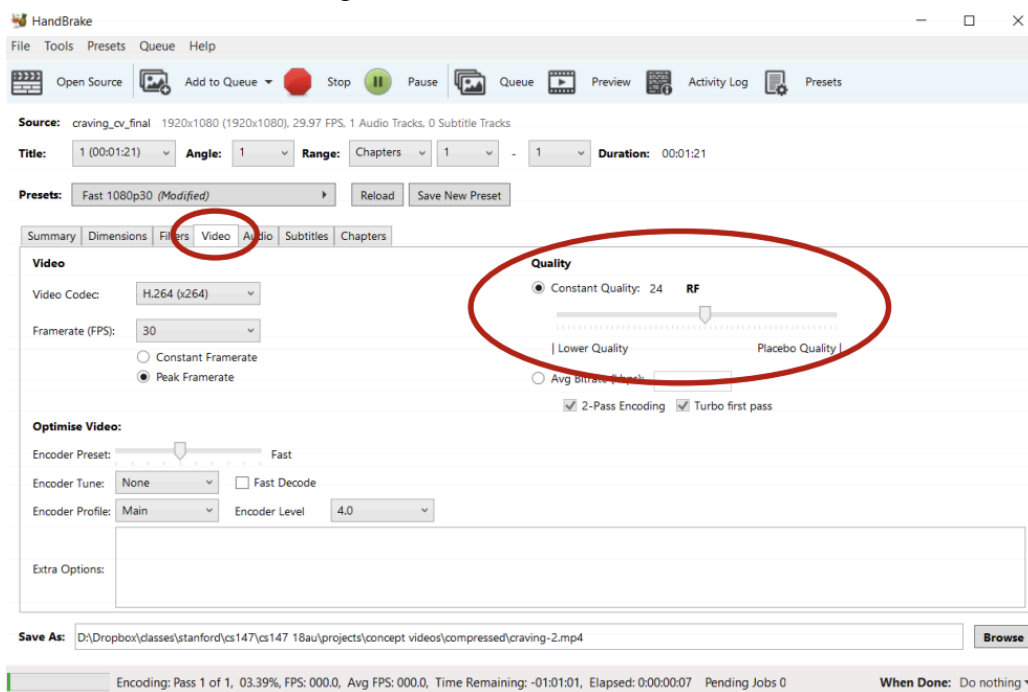 HandBrake
File Tools Presets Queue Help
Open Source Add to Queue Stop Pause Queue Preview Activity Log Presets
Source: craving_cv_final 1920x1080 (1920x1080), 29.97 FPS, 1 Audio Tracks, 0 Subtitle Tracks
Title: 1 (00:01:21) Angle: 1 Range: Chapters 1 - 1 Duration: 00:01:21
Presets: Fast 1080p30 (Modified) Reload Save New Preset
Summary Dimensions Filters Video Audio Subtitles Chapters
Video
Video Codec: H.264 (x264)
Framerate (FPS): 30
Constant Framerate
Peak Framerate
Quality
Constant Quality: 24 RF
| Lower Quality Placebo Quality |
Avg Bitrate (kbps):
2-Pass Encoding Turbo first pass
Optimise Video:
Encoder Preset: Fast
Encoder Tune: None Fast Decode
Encoder Profile: Main Encoder Level 4.0
Extra Options:
Save As: D:\Dropbox\classes\stanford\cs147\cs147 18au\projects\concept videos\compressed\craving-2.mp4 Browse
Encoding: Pass 1 of 1, 03.39%, FPS: 000.0, Avg FPS: 000.0, Time Remaining: -01:01:01, Elapsed: 0:00:00:07 Pending Jobs 0 When Done: Do nothing